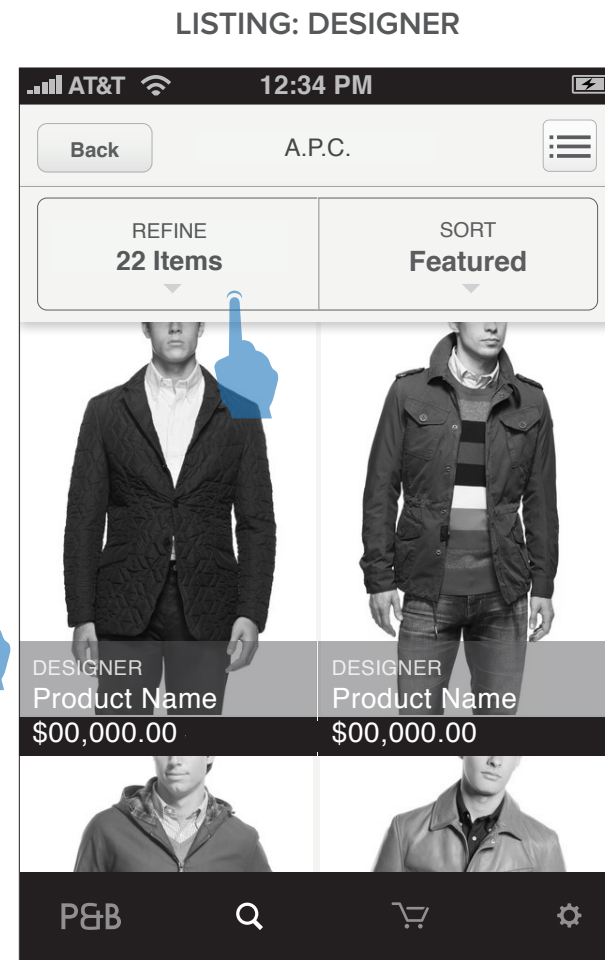 LISTING: DESIGNER
AT&T 12:34 PM
Back A.P.C.
REFINE SORT
22 Items Featured
DESIGNER DESIGNER
Product Name Product Name
$00,000.00 $00,000.00
P&B